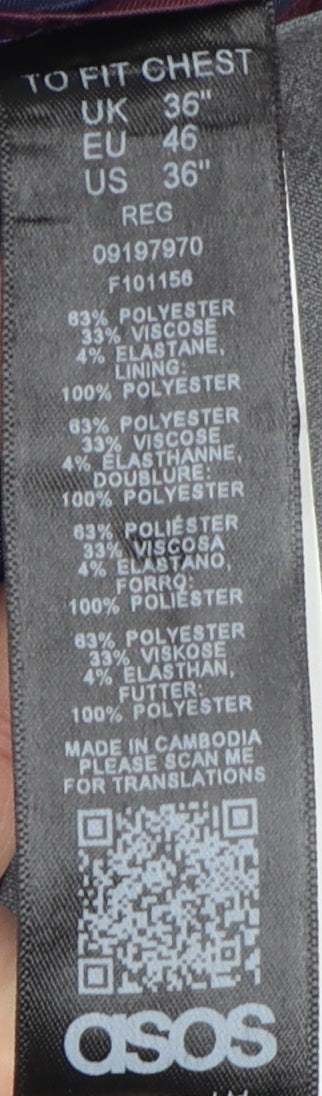 TO FIT CHEST
UK 36"
EU 46
US 36"
REG
09197970
F101156
63% POLYESTER
33% VISCOSE
4% ELASTANE,
LINING:
100% POLYESTER
63% POLYESTER
33% VISCOSE
4% ÉLASTHANNE,
DOUBLURE:
100% POLYESTER
63% POLIÉSTER
33% VISCOSA
4% ELASTANO,
FORRO:
100% POLIÉSTER
63% POLYESTER
33% VISKOSE
4% ELASTHAN,
FUTTER:
100% POLYESTER
MADE IN CAMBODIA
PLEASE SCAN ME
FOR TRANSLATIONS
asos